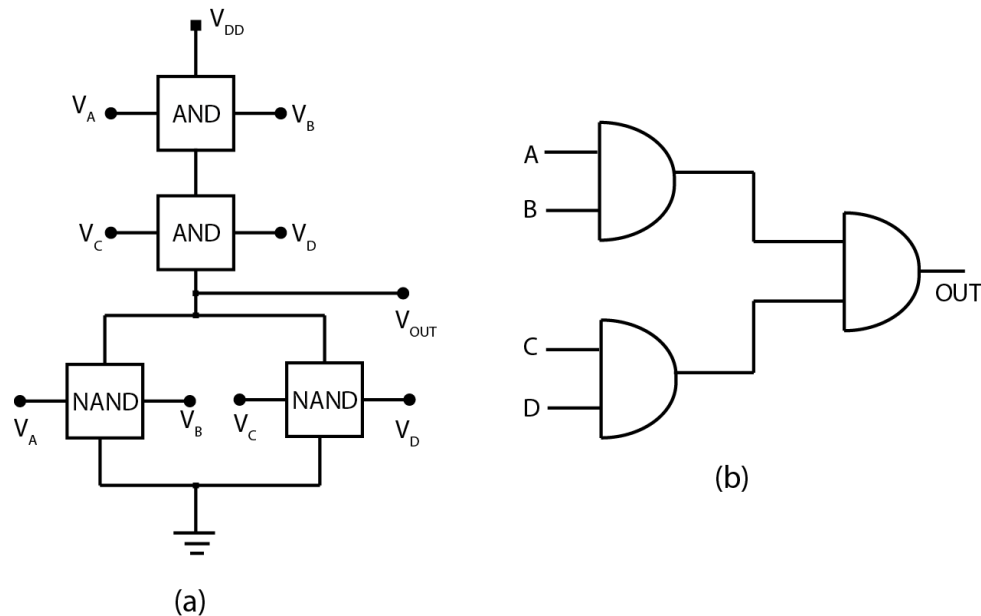 V_DD
V_A AND V_B
V_C AND V_D
V_OUT
V_A NAND V_B
V_C NAND V_D
(a)
A
B
C
D
OUT
(b)